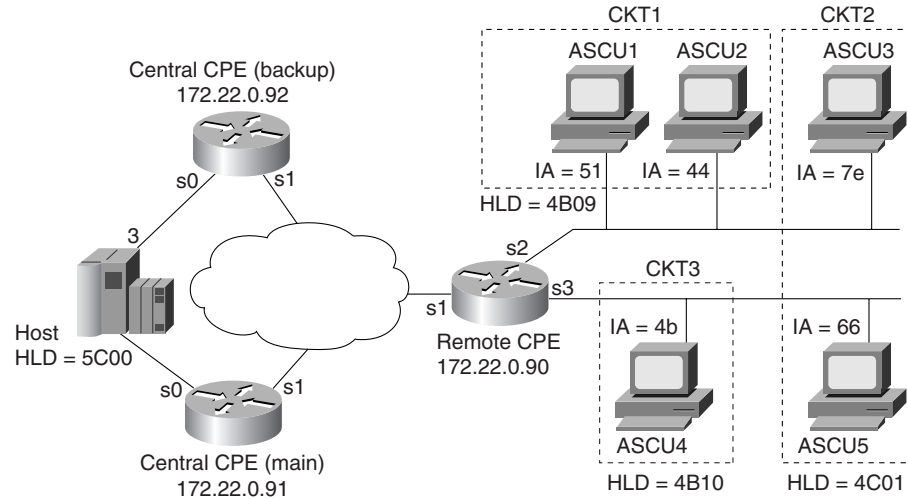 CKT1
CKT2
ASCU1
ASCU2
ASCU3
Central CPE (backup)
172.22.0.92
s0
s1
IA = 51
IA = 44
IA = 7e
HLD = 4B09
3
s2
CKT3
s1
s3
Host
HLD = 5C00
IA = 4b
IA = 66
Remote CPE
172.22.0.90
s0
s1
ASCU4
ASCU5
Central CPE (main)
172.22.0.91
HLD = 4B10
HLD = 4C01